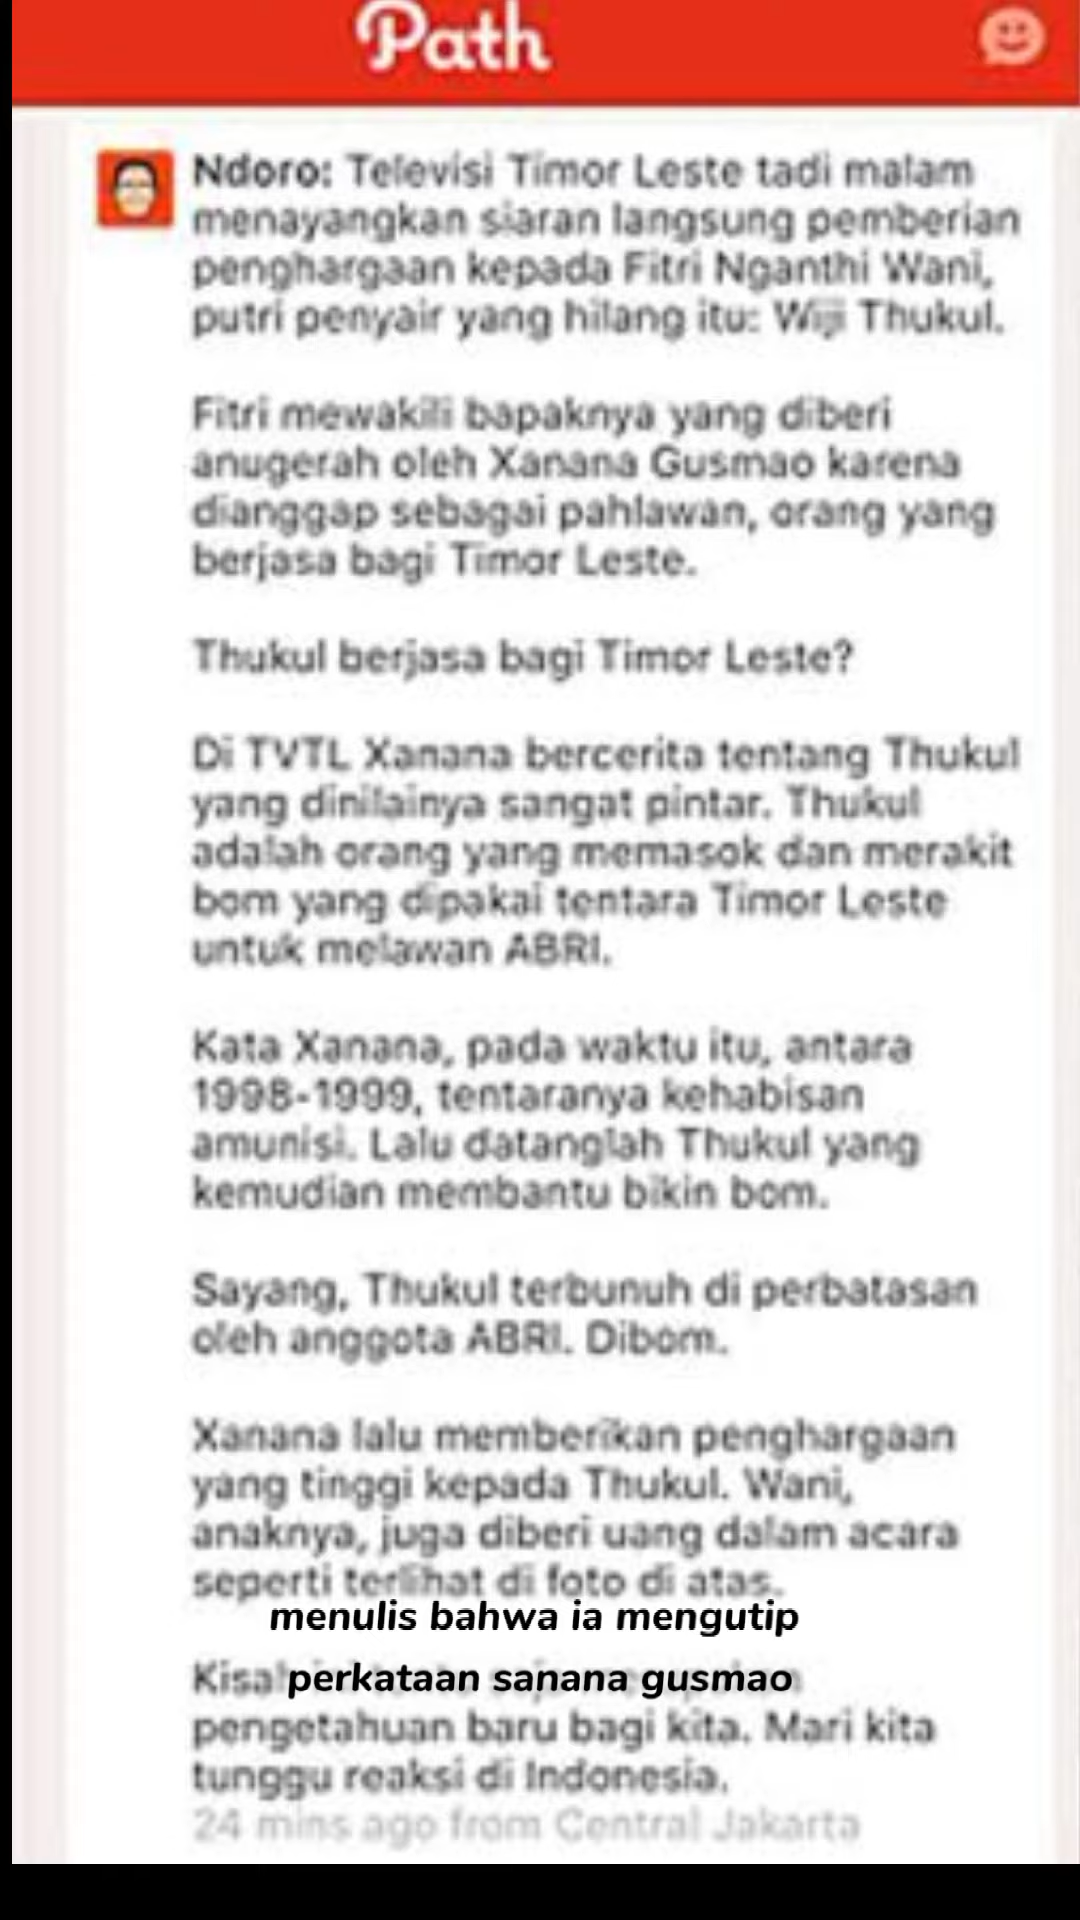 Path
Ndoro: Televisi Timor Leste tadi malam
menayangkan siaran langsung pemberian
penghargaan kepada Fitri Nganthi Wani,
putri penyair yang hilang itu: Wiji Thukul.
Fitri mewakili bapaknya yang diberi
anugerah oleh Xanana Gusmao karena
dianggap sebagai pahlawan, orang yang
berjasa bagi Timor Leste.
Thukul berjasa bagi Timor Leste?
Di TVTL Xanana bercerita tentang Thukul
yang dinilainya sangat pintar. Thukul
adalah orang yang memasok dan merakit
bom yang dipakai tentara Timor Leste
untuk melawan ABRI.
Kata Xanana, pada waktu itu, antara
1998-1999, tentaranya kehabisan
amunisi. Lalu datanglah Thukul yang
kemudian membantu bikin bom.
Sayang, Thukul terbunuh di perbatasan
oleh anggota ABRI. Dibom.
Xanana lalu memberikan penghargaan
yang tinggi kepada Thukul. Wani,
anaknya, juga diberi uang dalam acara
seperti terlihat di foto di atas.
menulis bahwa ia mengutip
perkataan sanana gusmao
pengetahuan baru bagi kita. Mari kita
tunggu reaksi di Indonesia.
24 mins ago from Central Jakarta